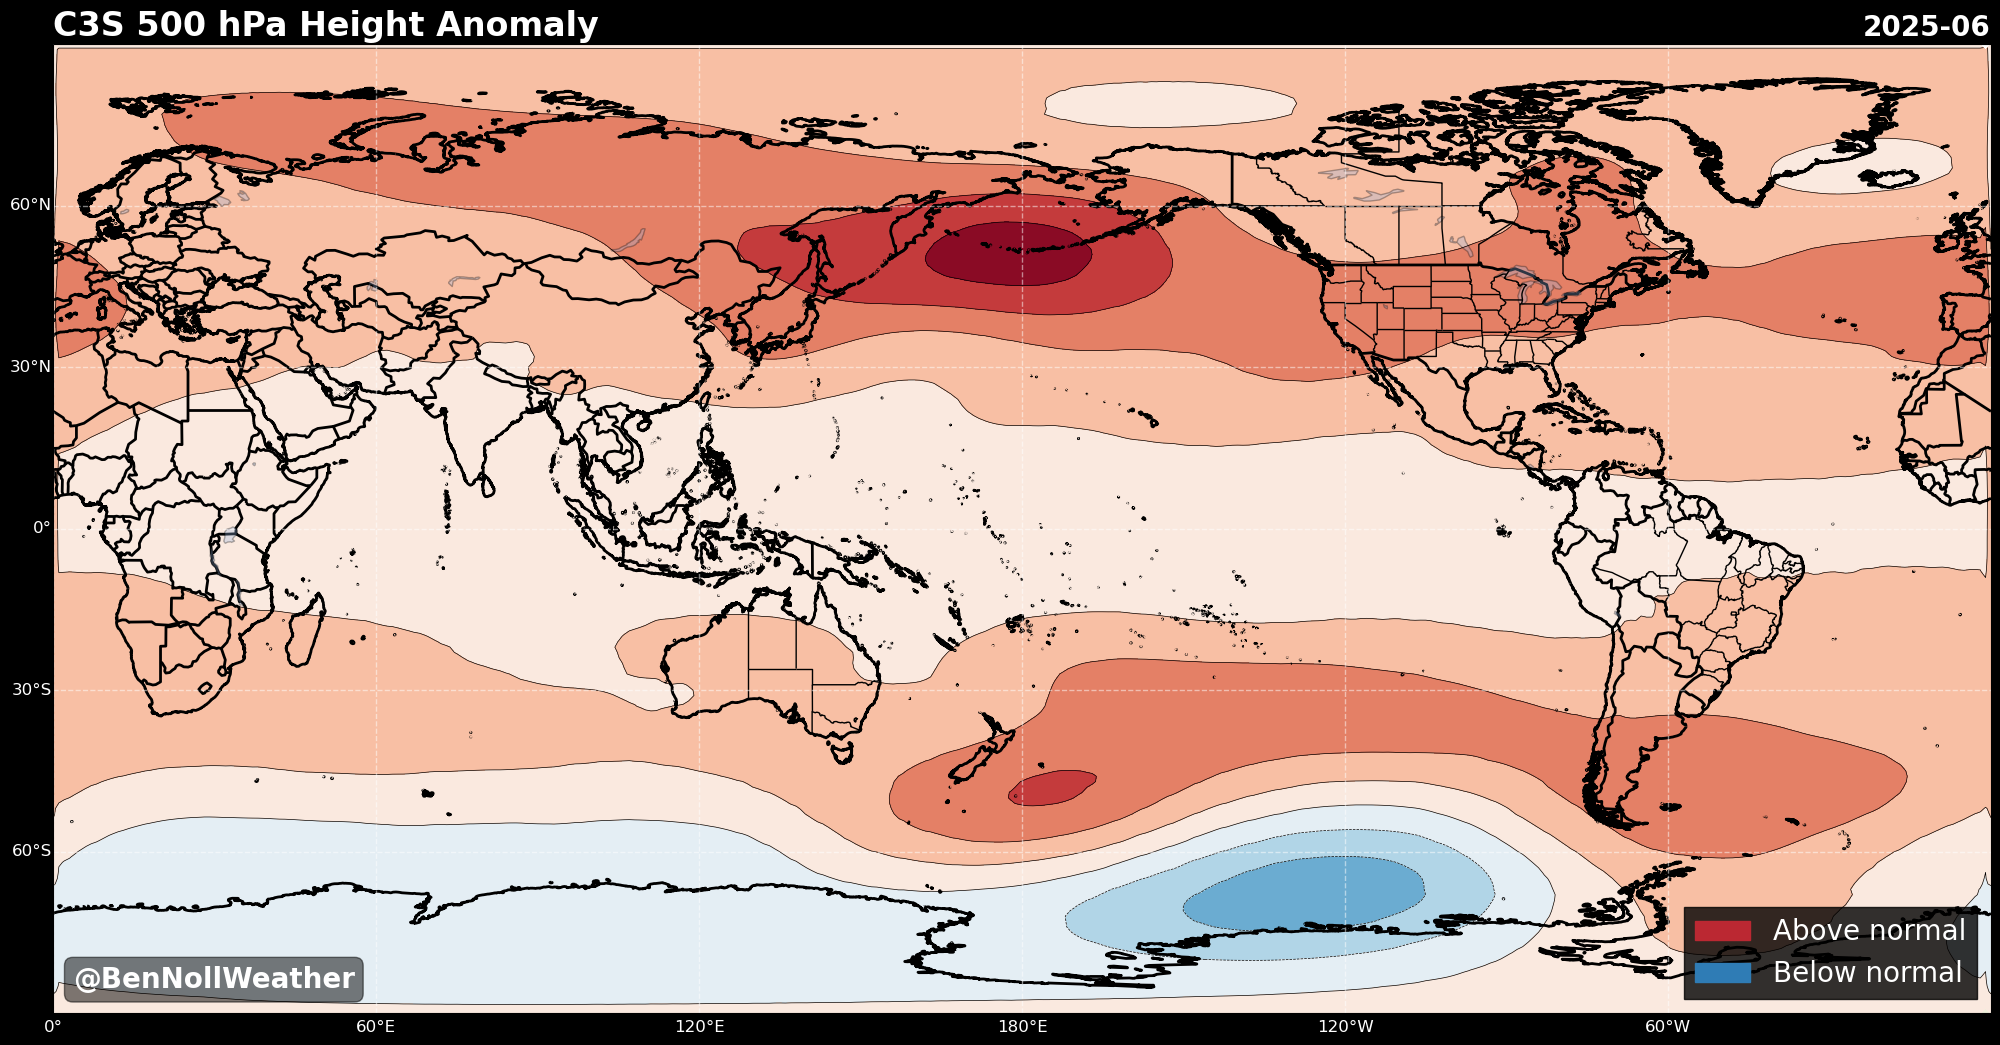 C3S 500 hPa Height Anomaly
2025-06
60°N
30°N
0°
30°S
60°S
Above normal
Below normal
@BenNollWeather
0°
60°E
120°E
180°E
120°W
60°W